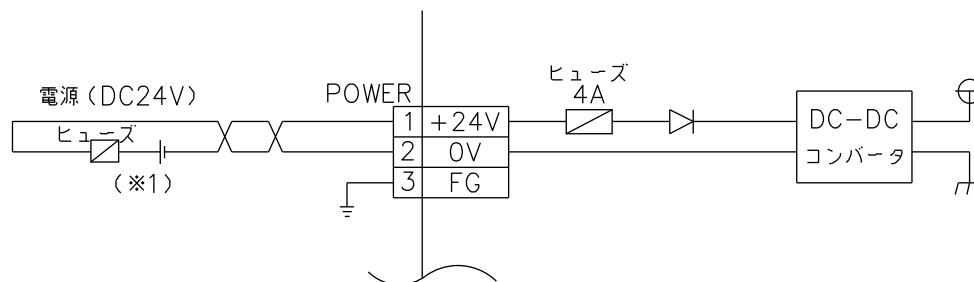 電源（DC24V）
ヒューズ
（※1）
POWER
1 +24V
2 0V
3 FG
ヒューズ
4A
DC−DC
コンバータ